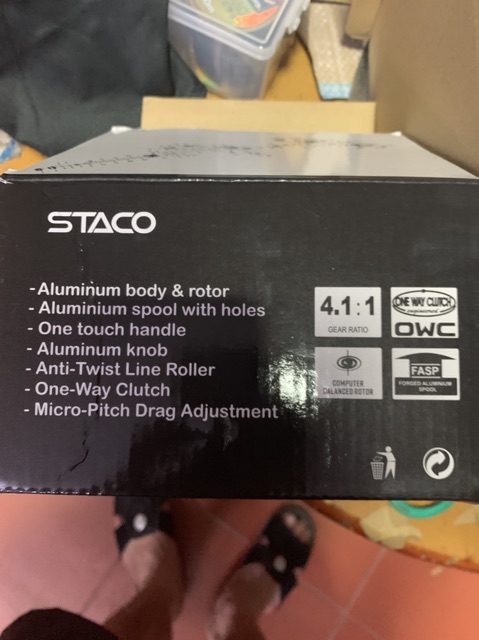 STACO
-Aluminum body & rotor
- Aluminium spool with holes
- One touch handle
- Aluminum knob
- Anti-Twist Line Roller
- One-Way Clutch
- Micro-Pitch Drag Adjustment
4.1:1
GEAR RATIO
ONE WAY CLUTCH
OWC
COMPUTER
BALANCED ROTOR
FASP
FORGED ALUMINIUM
SPOOL